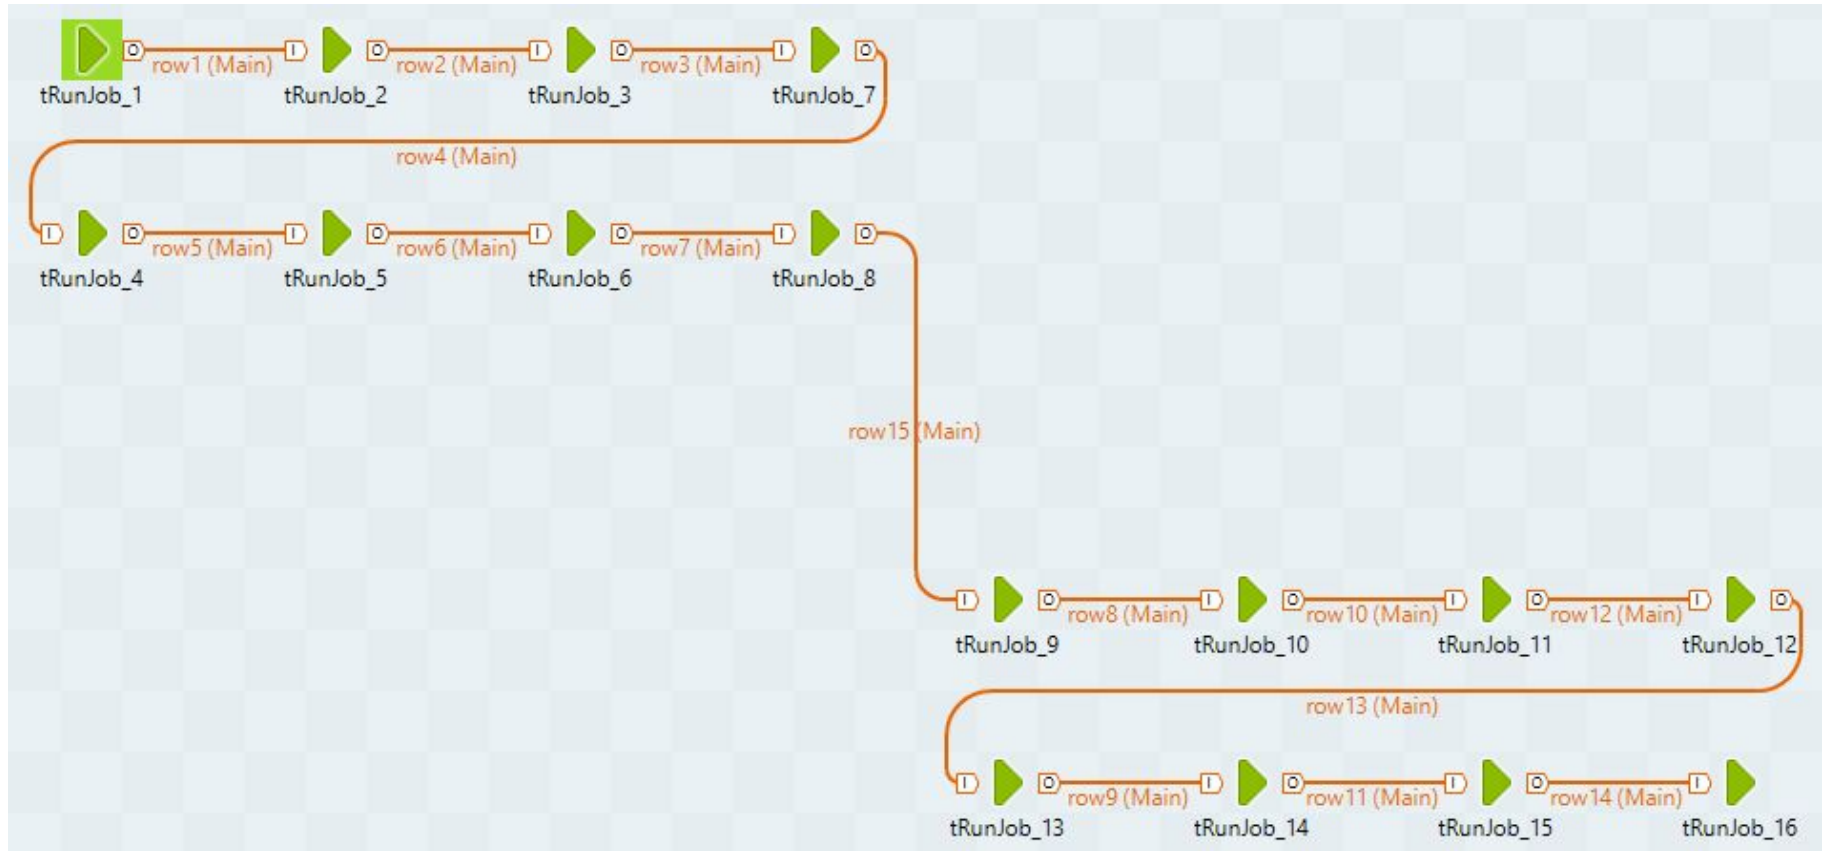 O row1 (Main) I O row2 (Main) I O row3 (Main) I O
tRunJob_1 tRunJob_2 tRunJob_3 tRunJob_7
row4 (Main)
I O row5 (Main) I O row6 (Main) I O row7 (Main) I O
tRunJob_4 tRunJob_5 tRunJob_6 tRunJob_8
row15 (Main)
I O row8 (Main) I O row10 (Main) I O row12 (Main) I O
tRunJob_9 tRunJob_10 tRunJob_11 tRunJob_12
row13 (Main)
I O row9 (Main) I O row11 (Main) I O row14 (Main) I
tRunJob_13 tRunJob_14 tRunJob_15 tRunJob_16